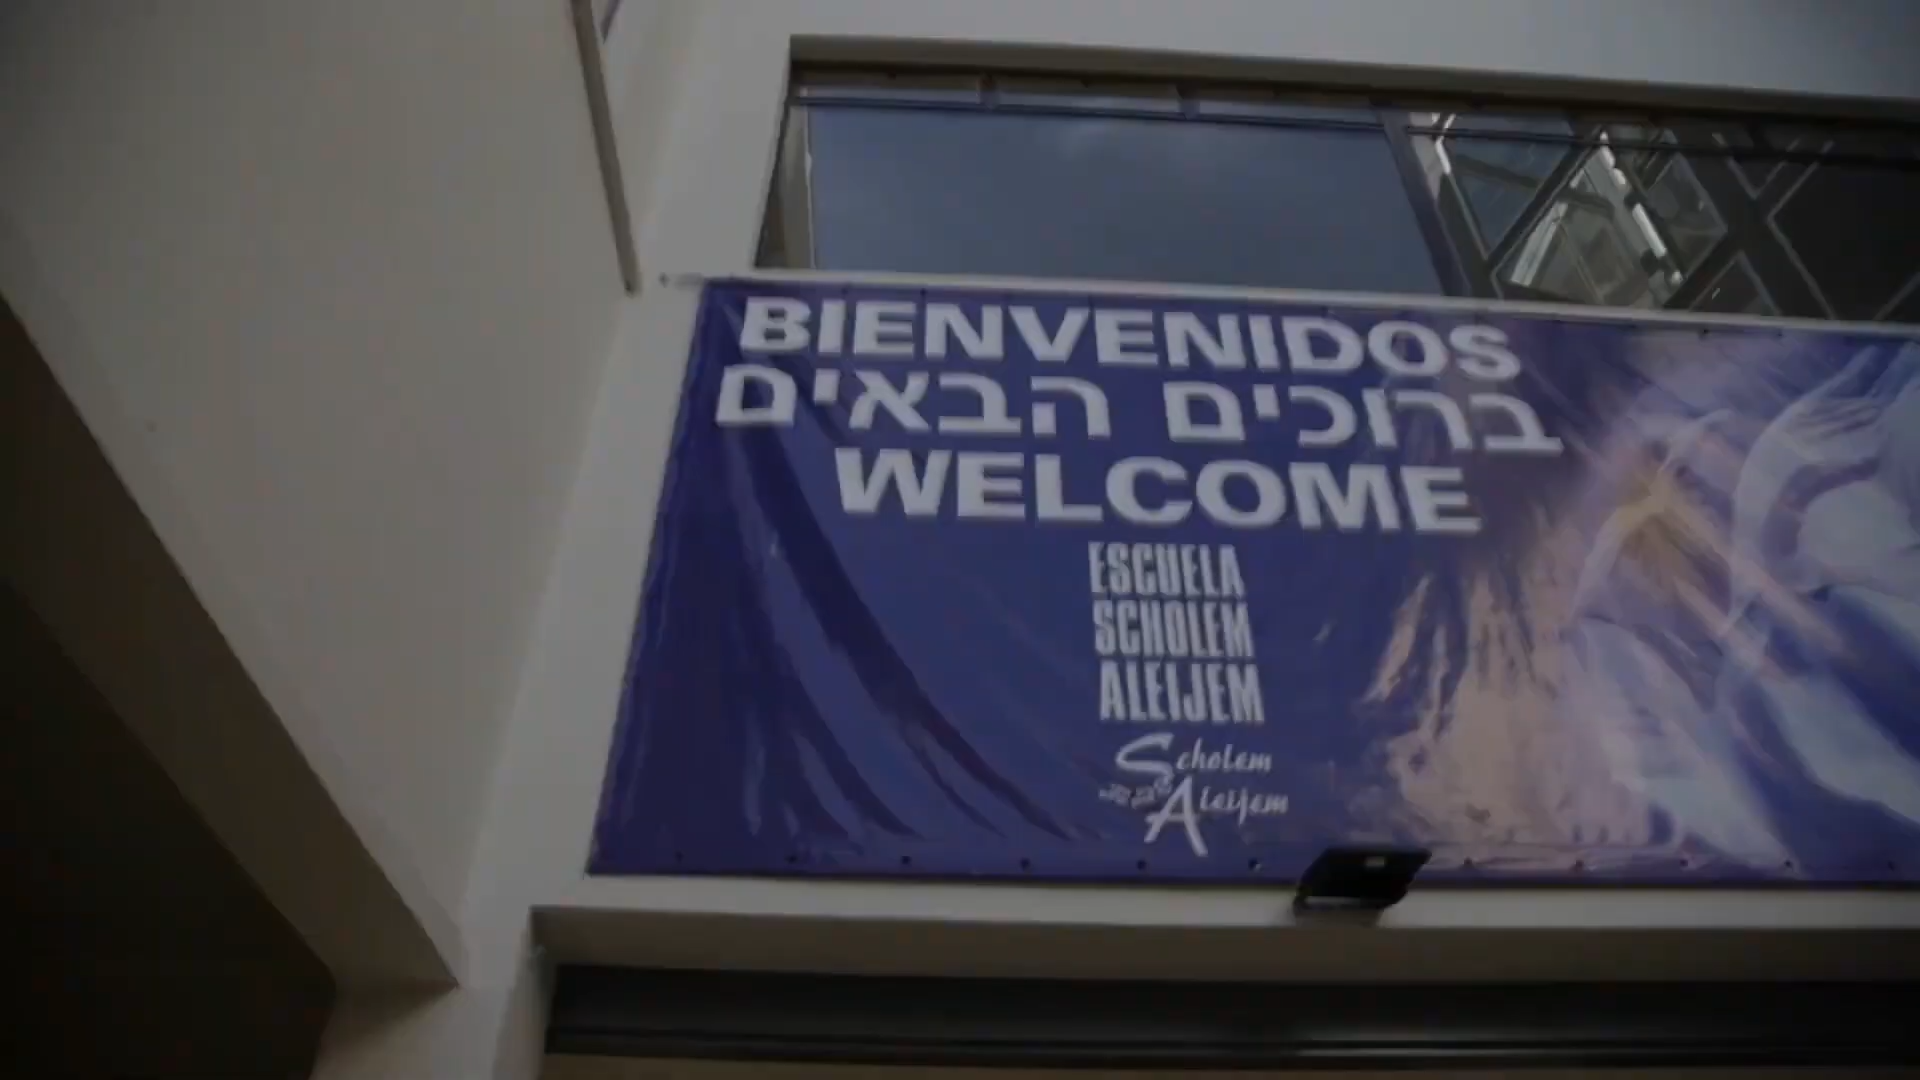 BIENVENIDOS
ברוכים הבאים
WELCOME
ESCUELA
SCHOLEM
ALEIJEM
Scholem
Aleijem